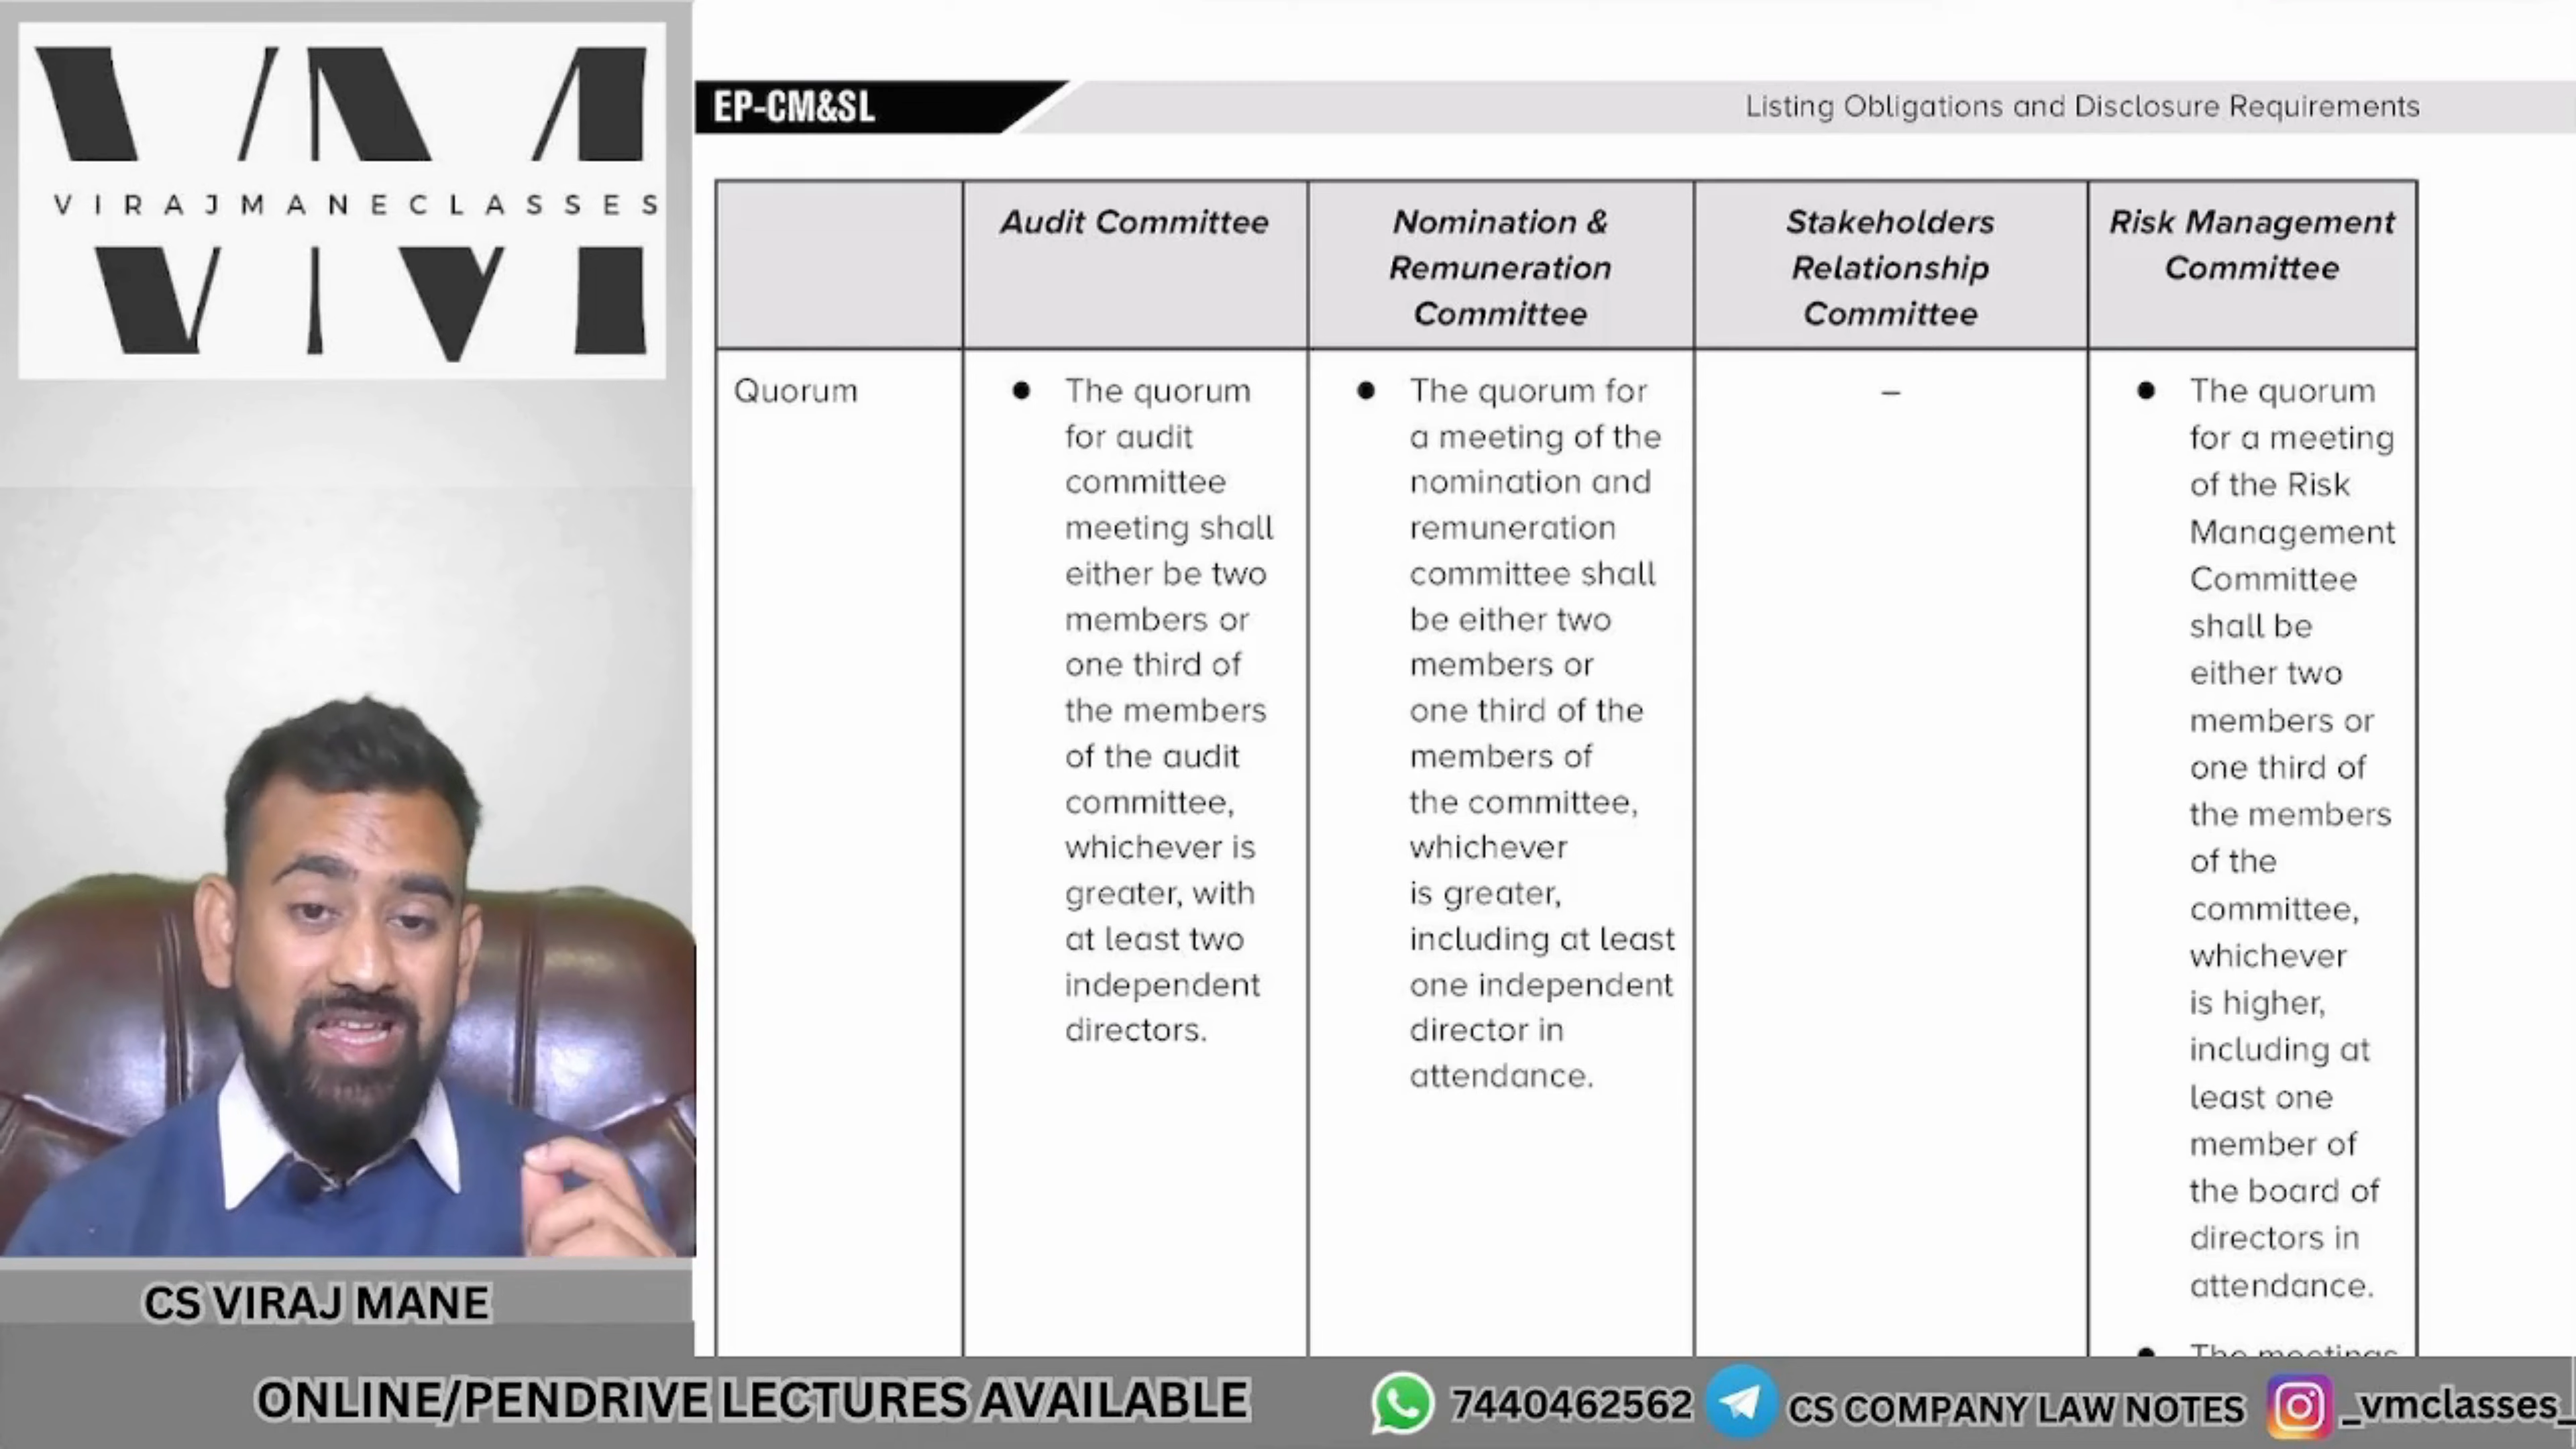 VIRAJMANECLASSES
EP-CM&SL
Listing Obligations and Disclosure Requirements
Audit Committee
Nomination &
Remuneration
Committee
Stakeholders
Relationship
Committee
Risk Management
Committee
Quorum
● The quorum
for audit
committee
meeting shall
either be two
members or
one third of
the members
of the audit
committee,
whichever is
greater, with
at least two
independent
directors.
● The quorum for
a meeting of the
nomination and
remuneration
committee shall
be either two
members or
one third of the
members of
the committee,
whichever
is greater,
including at least
one independent
director in
attendance.
–
● The quorum
for a meeting
of the Risk
Management
Committee
shall be
either two
members or
one third of
the members
of the
committee,
whichever
is higher,
including at
least one
member of
the board of
directors in
attendance.
● The meetings
CS VIRAJ MANE
ONLINE/PENDRIVE LECTURES AVAILABLE
7440462562
CS COMPANY LAW NOTES
_vmclasses_